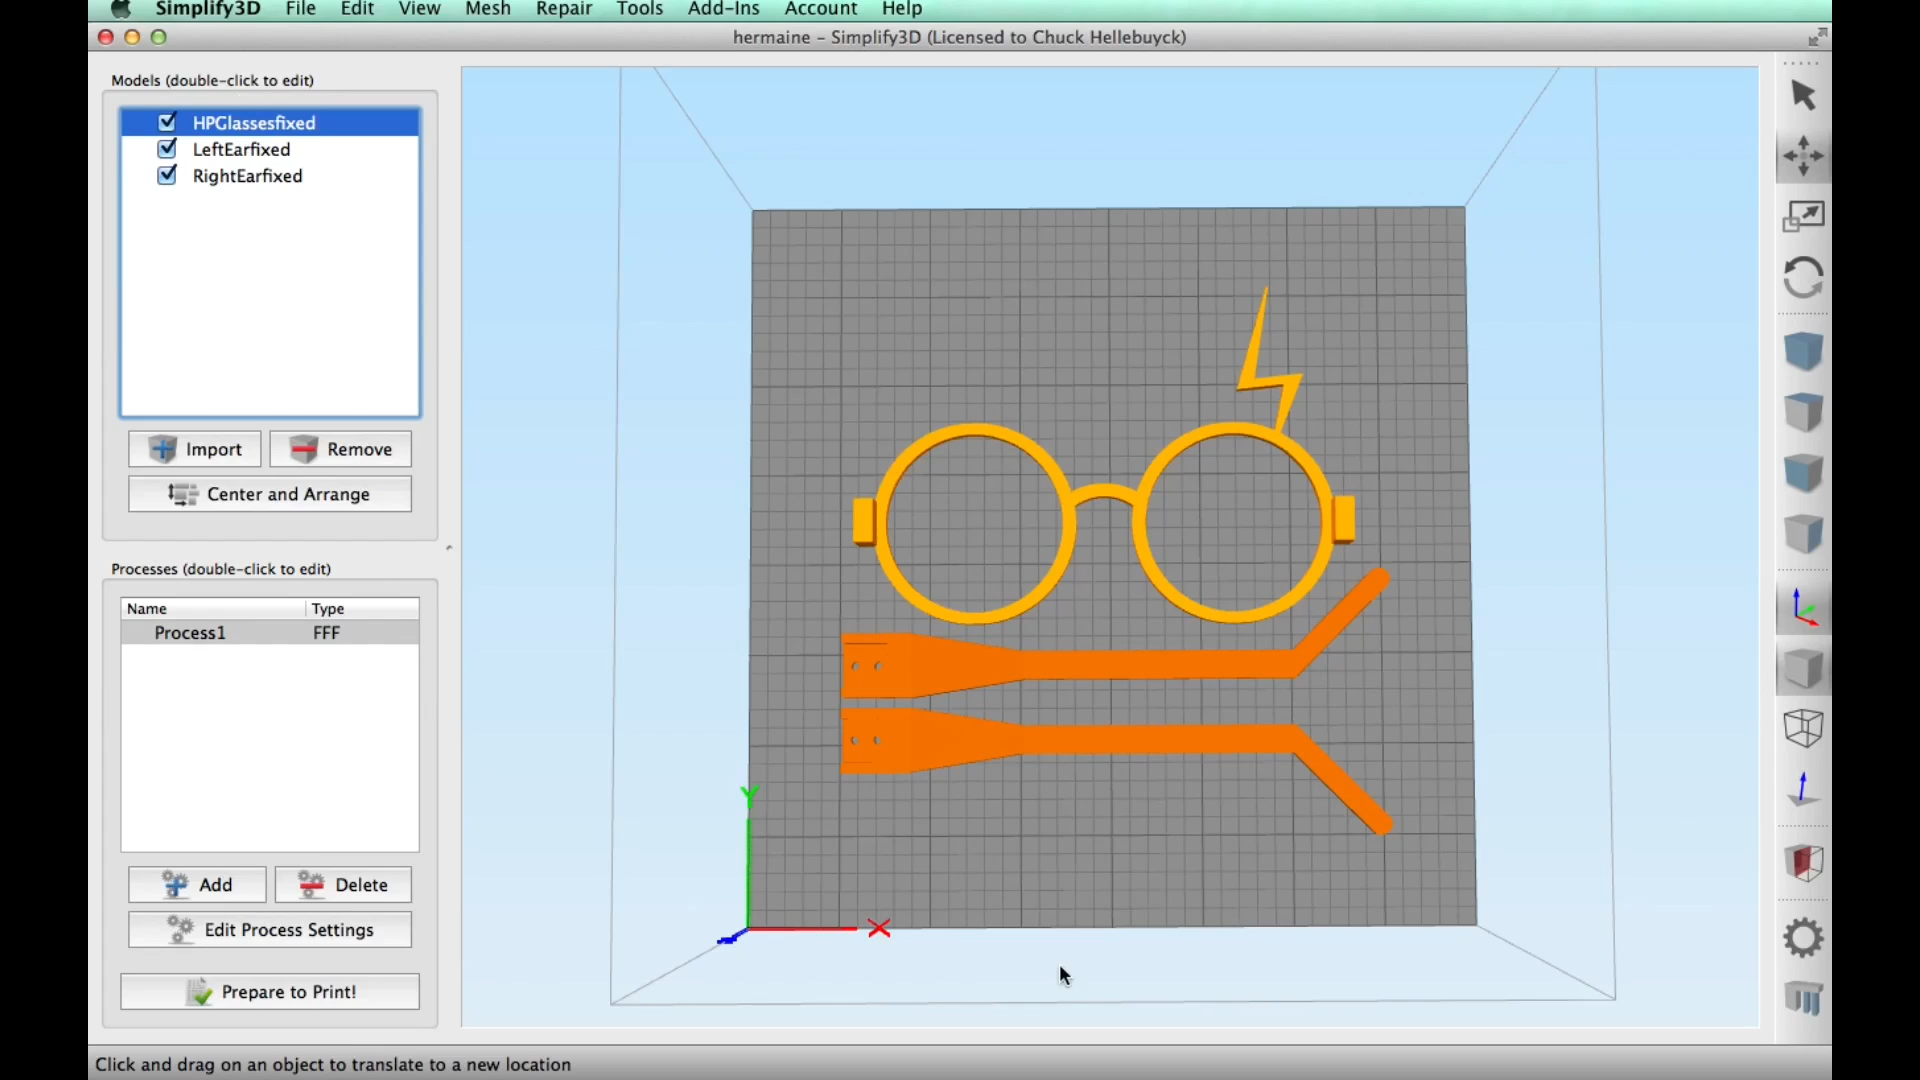 Simplify3D File Edit View Mesh Repair Tools Add-Ins Account Help
hermaine – Simplify3D (Licensed to Chuck Hellebuyck)
Models (double-click to edit)
HPGlassesfixed
LeftEarfixed
RightEarfixed
Import Remove
Center and Arrange
Processes (double-click to edit)
Name Type
Process1 FFF
Add Delete
Edit Process Settings
Prepare to Print!
Y
X
Click and drag on an object to translate to a new location